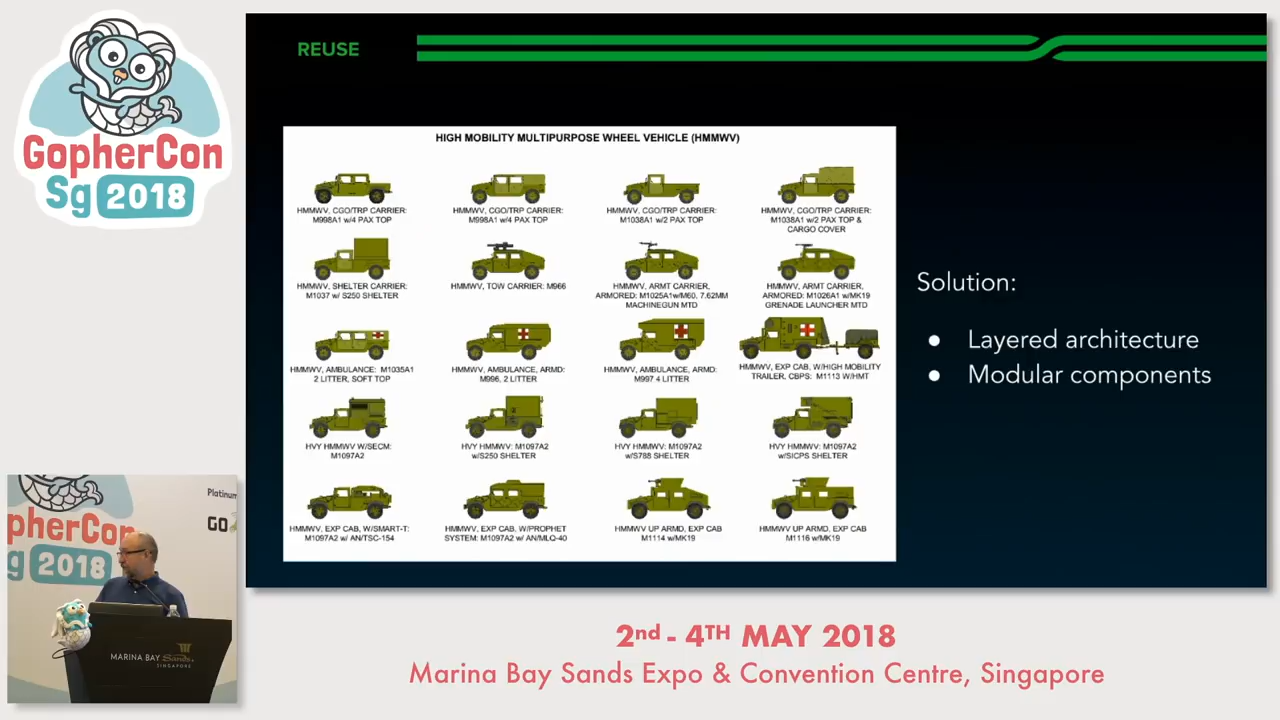 GopherCon
Sg 2018
REUSE
HIGH MOBILITY MULTIPURPOSE WHEEL VEHICLE (HMMWV)
HMMWV, CGO/TRP CARRIER:
M998A1 w/4 PAX TOP
HMMWV, CGO/TRP CARRIER:
M998A1 w/4 PAX TOP
HMMWV, CGO/TRP CARRIER:
M1038A1 w/2 PAX TOP
HMMWV, CGO/TRP CARRIER:
M1038A1 w/2 PAX TOP &
CARGO COVER
HMMWV, SHELTER CARRIER:
M1037 w/ S250 SHELTER
HMMWV, TOW CARRIER: M966
HMMWV, ARMT CARRIER,
ARMORED: M1025A1w/M60, 7.62MM
MACHINEGUN MTD
HMMWV, ARMT CARRIER,
ARMORED: M1026A1 w/MK19
GRENADE LAUNCHER MTD
HMMWV, AMBULANCE: M1035A1
2 LITTER, SOFT TOP
HMMWV, AMBULANCE, ARMD:
M996, 2 LITTER
HMMWV, AMBULANCE, ARMD:
M997 4 LITTER
HMMWV, EXP CAB, W/HIGH MOBILITY
TRAILER, CBPS: M1113 W/HMT
HVY HMMWV W/SECM:
M1097A2
HVY HMMWV: M1097A2
w/S250 SHELTER
HVY HMMWV: M1097A2
w/S788 SHELTER
HVY HMMWV: M1097A2
w/SICPS SHELTER
HMMWV, EXP CAB, W/SMART-T:
M1097A2 w/ AN/TSC-154
HMMWV, EXP CAB, W/PROPHET
SYSTEM: M1097A2 w/ AN/MLQ-40
HMMWV UP ARMD, EXP CAB
M1114 w/MK19
HMMWV UP ARMD, EXP CAB
M1116 w/MK19
Solution:
● Layered architecture
● Modular components
Platinum
GO
pherCon
g 2018
MARINA BAY Sands
SINGAPORE
2nd - 4TH MAY 2018
Marina Bay Sands Expo & Convention Centre, Singapore